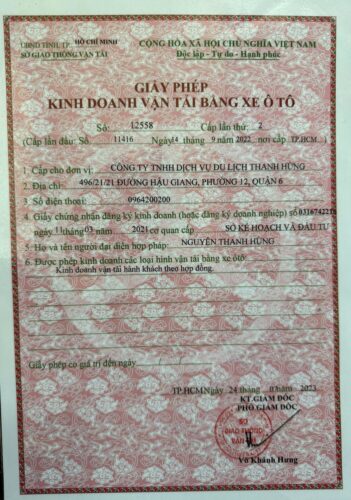 UBND TỈNH, TP. HỒ CHÍ MINH
SỞ GIAO THÔNG VẬN TẢI
CỘNG HÒA XÃ HỘI CHỦ NGHĨA VIỆT NAM
Độc lập - Tự do - Hạnh phúc
GIẤY PHÉP
KINH DOANH VẬN TẢI BẰNG XE Ô TÔ
Số: 12558 Cấp lần thứ: 2
(Cấp lần đầu: Số 11416 Ngày 14 tháng 9 năm 2022 nơi cấp TP.HCM)
1. Cấp cho đơn vị: CÔNG TY TNHH DỊCH VỤ DU LỊCH THANH HÙNG
2. Địa chỉ: 496/21/21 ĐƯỜNG HẬU GIANG, PHƯỜNG 12, QUẬN 6
3. Số điện thoại: 0964200200
4. Giấy chứng nhận đăng ký kinh doanh (hoặc đăng ký doanh nghiệp) số
ngày 11 tháng 03 năm 2021 cơ quan cấp SỞ KẾ HOẠCH VÀ ĐẦU TƯ
5. Họ và tên người đại diện hợp pháp: NGUYỄN THANH HÙNG
6. Được phép kinh doanh các loại hình vận tải bằng xe ôtô:
Kinh doanh vận tải hành khách theo hợp đồng.
Giấy phép có giá trị đến ngày / /
TP.HCM Ngày 24 tháng 03 năm 2023
KT.GIÁM ĐỐC
PHÓ GIÁM ĐỐC
SỞ
GIAO THÔNG
VẬN TẢI
Võ Khánh Hưng